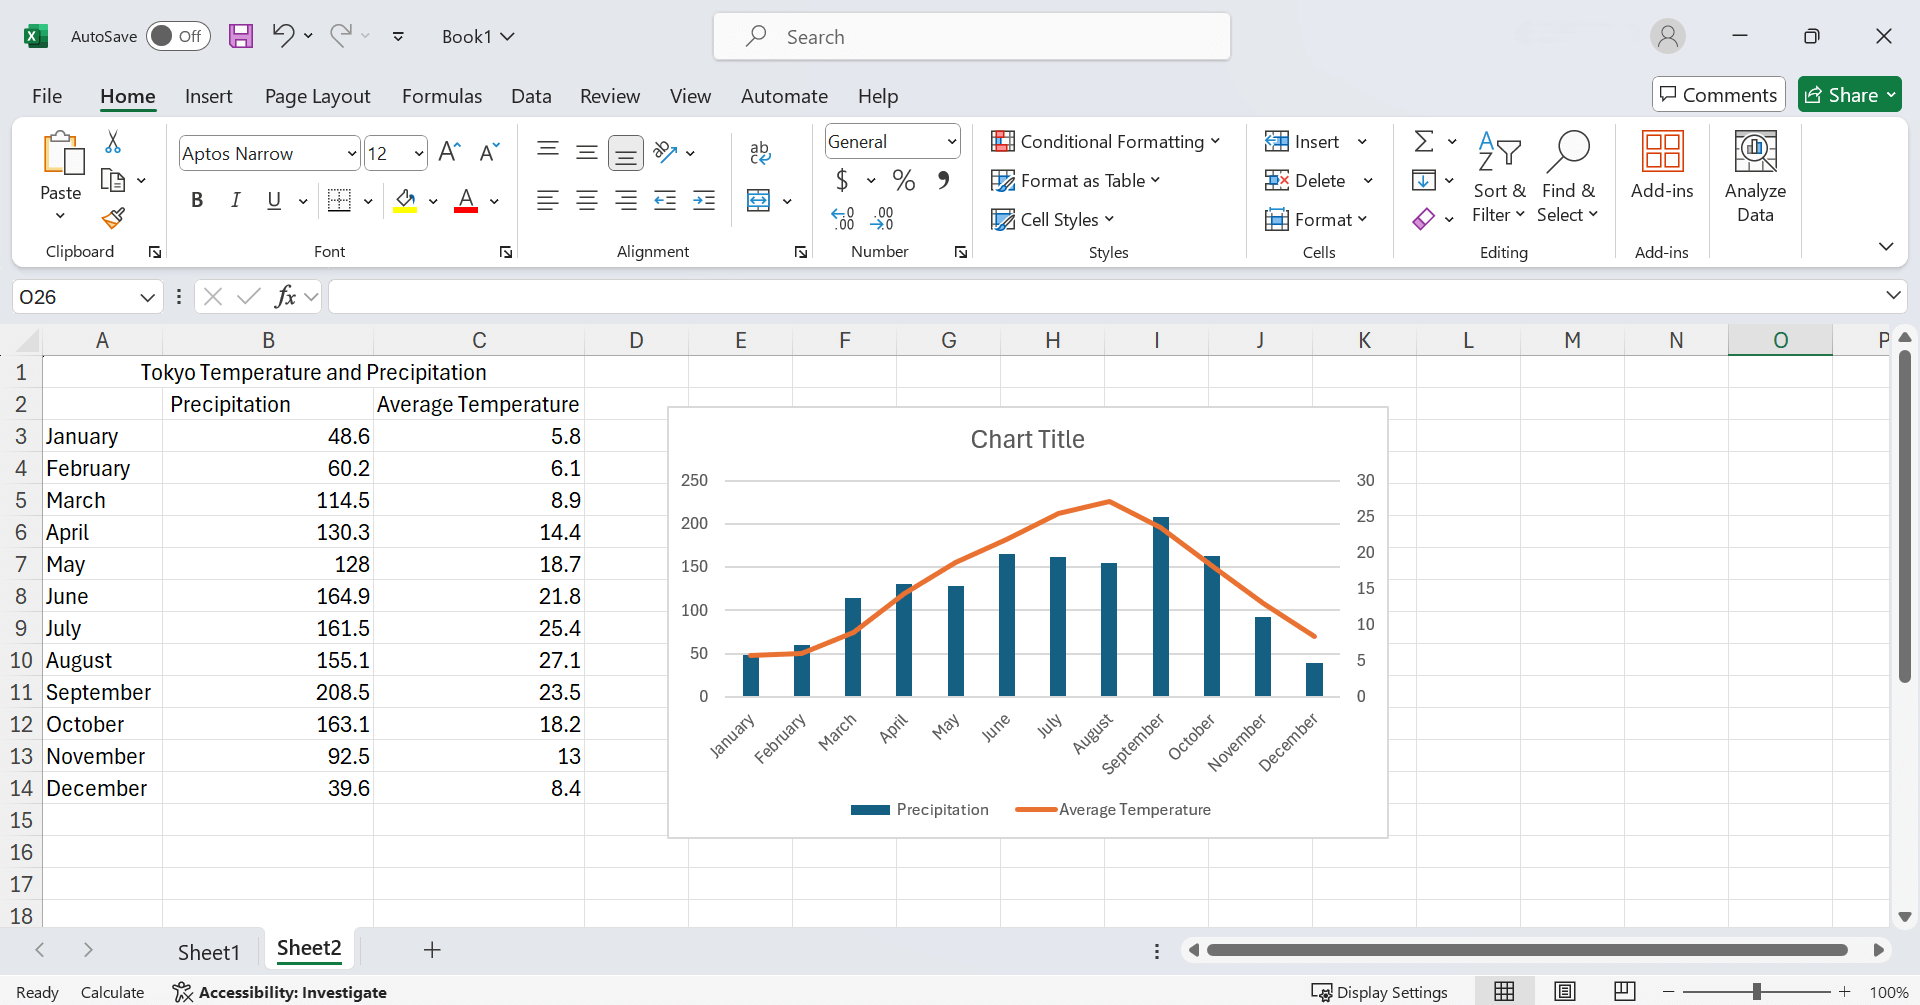 AutoSave Off Book1 Search
File Home Insert Page Layout Formulas Data Review View Automate Help Comments Share
Paste
Clipboard
Aptos Narrow 12
B I U A
Font
ab
Alignment
General
$ % 9
Number
Conditional Formatting
Format as Table
Cell Styles
Styles
Insert
Delete
Format
Cells
Sort & Filter
Find & Select
Editing
Add-ins
Add-ins
Analyze Data
O26 fx
A B C D E F G H I J K L M N O P
1 Tokyo Temperature and Precipitation
2 Precipitation Average Temperature
3 January 48.6 5.8
4 February 60.2 6.1
5 March 114.5 8.9
6 April 130.3 14.4
7 May 128 18.7
8 June 164.9 21.8
9 July 161.5 25.4
10 August 155.1 27.1
11 September 208.5 23.5
12 October 163.1 18.2
13 November 92.5 13
14 December 39.6 8.4
15
16
17
18
Chart Title
250 30
200 25
150 20
100 15
50 10
0 5
0
January February March April May June July August September October November December
Precipitation Average Temperature
Sheet1 Sheet2
Ready Calculate Accessibility: Investigate Display Settings 100%